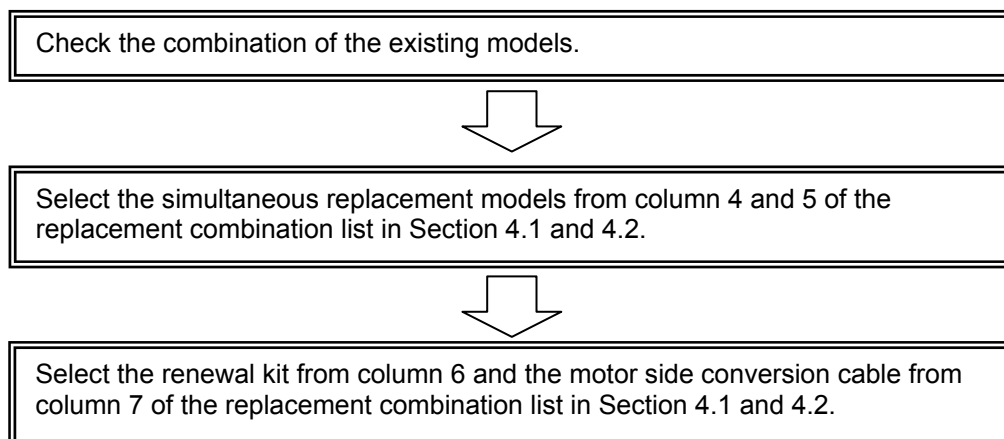 Check the combination of the existing models.
Select the simultaneous replacement models from column 4 and 5 of the
replacement combination list in Section 4.1 and 4.2.
Select the renewal kit from column 6 and the motor side conversion cable from
column 7 of the replacement combination list in Section 4.1 and 4.2.